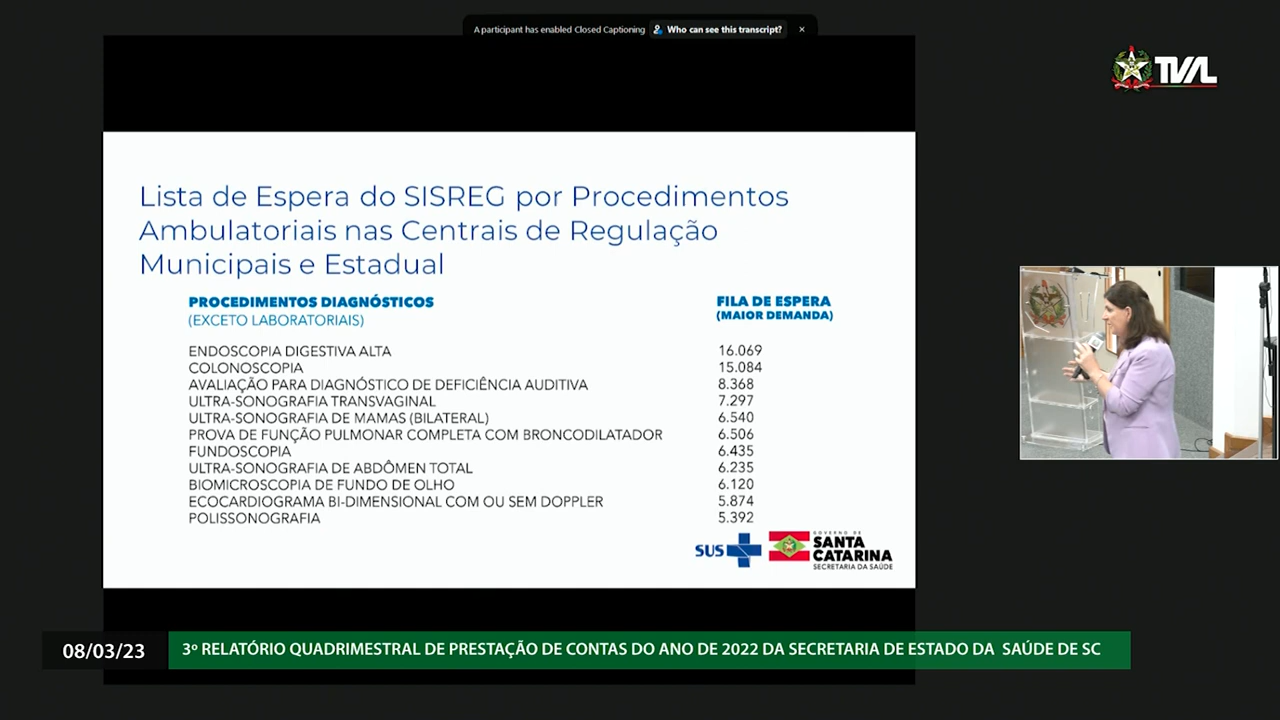 A participant has enabled Closed Captioning Who can see this transcript? ×
TVAL
Lista de Espera do SISREG por Procedimentos
Ambulatoriais nas Centrais de Regulação
Municipais e Estadual
PROCEDIMENTOS DIAGNÓSTICOS FILA DE ESPERA
(EXCETO LABORATORIAIS) (MAIOR DEMANDA)
ENDOSCOPIA DIGESTIVA ALTA 16.069
COLONOSCOPIA 15.084
AVALIAÇÃO PARA DIAGNÓSTICO DE DEFICIÊNCIA AUDITIVA 8.368
ULTRA-SONOGRAFIA TRANSVAGINAL 7.297
ULTRA-SONOGRAFIA DE MAMAS (BILATERAL) 6.540
PROVA DE FUNÇÃO PULMONAR COMPLETA COM BRONCODILATADOR 6.506
FUNDOSCOPIA 6.435
ULTRA-SONOGRAFIA DE ABDÔMEN TOTAL 6.235
BIOMICROSCOPIA DE FUNDO DE OLHO 6.120
ECOCARDIOGRAMA BI-DIMENSIONAL COM OU SEM DOPPLER 5.874
POLISSONOGRAFIA 5.392
SUS
GOVERNO DE
SANTA
CATARINA
SECRETARIA DA SAÚDE
08/03/23
3º RELATÓRIO QUADRIMESTRAL DE PRESTAÇÃO DE CONTAS DO ANO DE 2022 DA SECRETARIA DE ESTADO DA SAÚDE DE SC